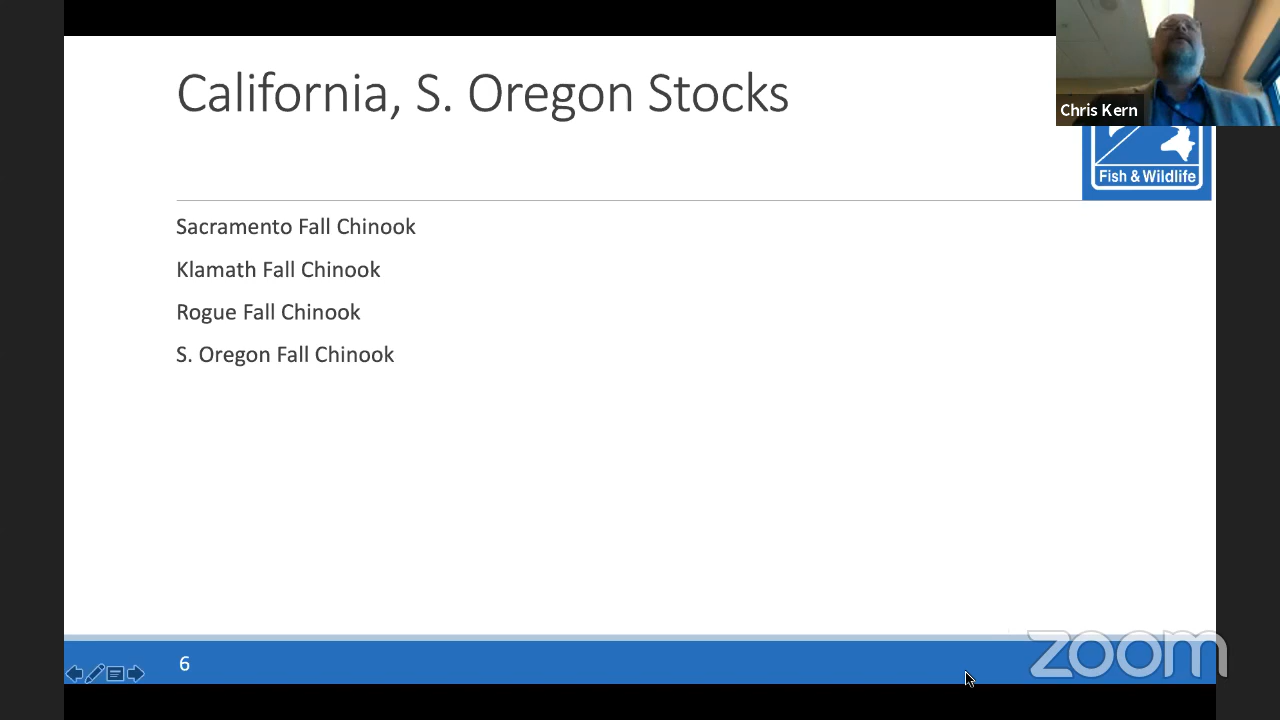 California, S. Oregon Stocks
Chris Kern
Fish & Wildlife
Sacramento Fall Chinook
Klamath Fall Chinook
Rogue Fall Chinook
S. Oregon Fall Chinook
6
zoom